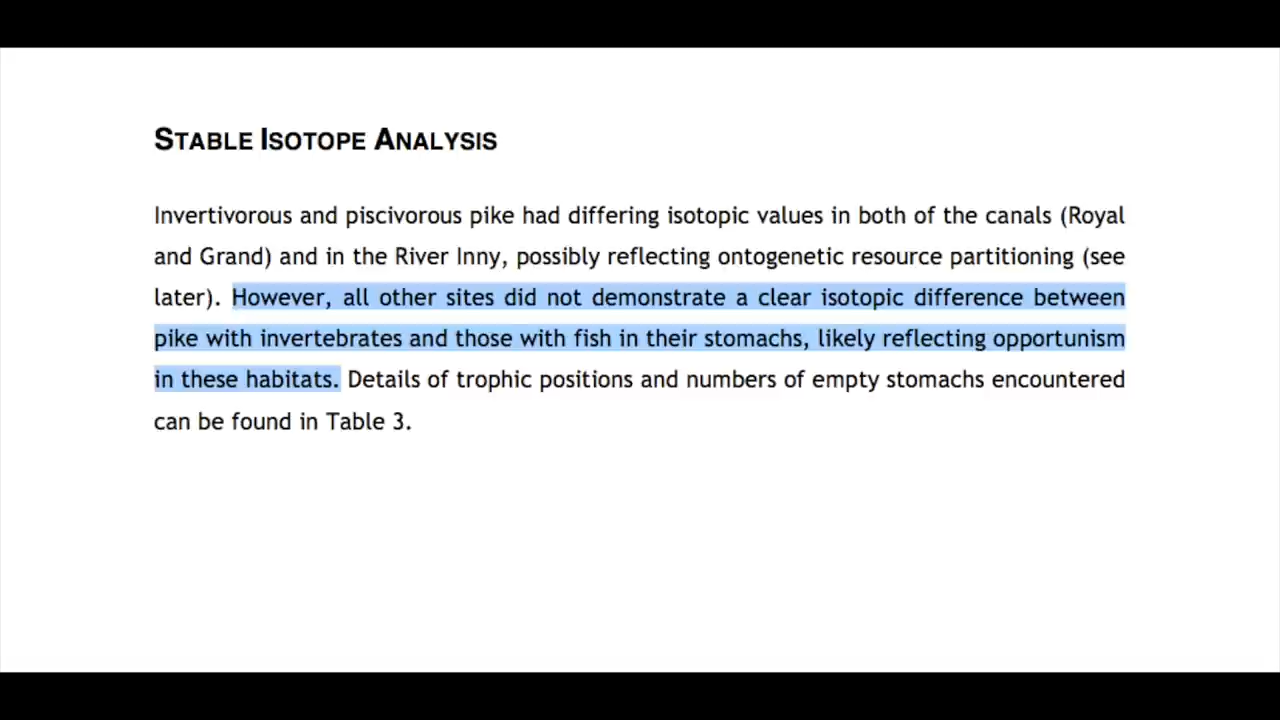 STABLE ISOTOPE ANALYSIS
Invertivorous and piscivorous pike had differing isotopic values in both of the canals (Royal
and Grand) and in the River Inny, possibly reflecting ontogenetic resource partitioning (see
later). However, all other sites did not demonstrate a clear isotopic difference between
pike with invertebrates and those with fish in their stomachs, likely reflecting opportunism
in these habitats. Details of trophic positions and numbers of empty stomachs encountered
can be found in Table 3.